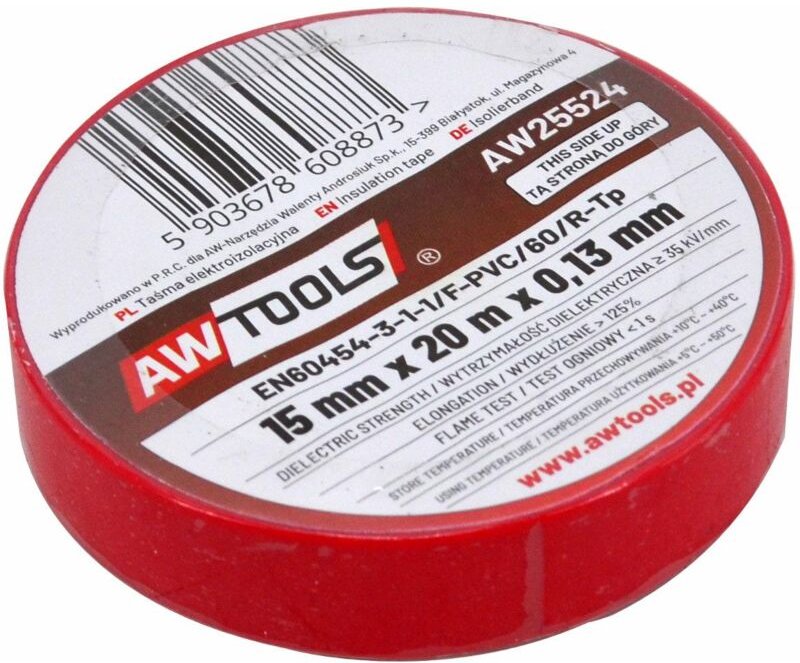 5 903678 608873 >
Wyprodukowano w P.R.C. dla AW-Narzędzia Walenty Androsiuk Sp.k., 15-399 Białystok, ul. Magazynowa 4
PL Taśma elektroizolacyjna EN Insulation tape DE Isolierband
AW25524
THIS SIDE UP
TĄ STRONĄ DO GÓRY
AWTOOLS ®
EN60454-3-1-1/F-PVC/60/R-Tp
15 mm x 20 m x 0,13 mm
DIELECTRIC STRENGTH / WYTRZYMAŁOŚĆ DIELEKTRYCZNA ≥ 35 kV/mm
ELONGATION / WYDŁUŻENIE > 125%
FLAME TEST / TEST OGNIOWY < 1 s
STORE TEMPERATURE / TEMPERATURA PRZECHOWYWANIA +10°C - +40°C
USING TEMPERATURE / TEMPERATURA UŻYTKOWANIA +5°C - +50°C
www.awtools.pl